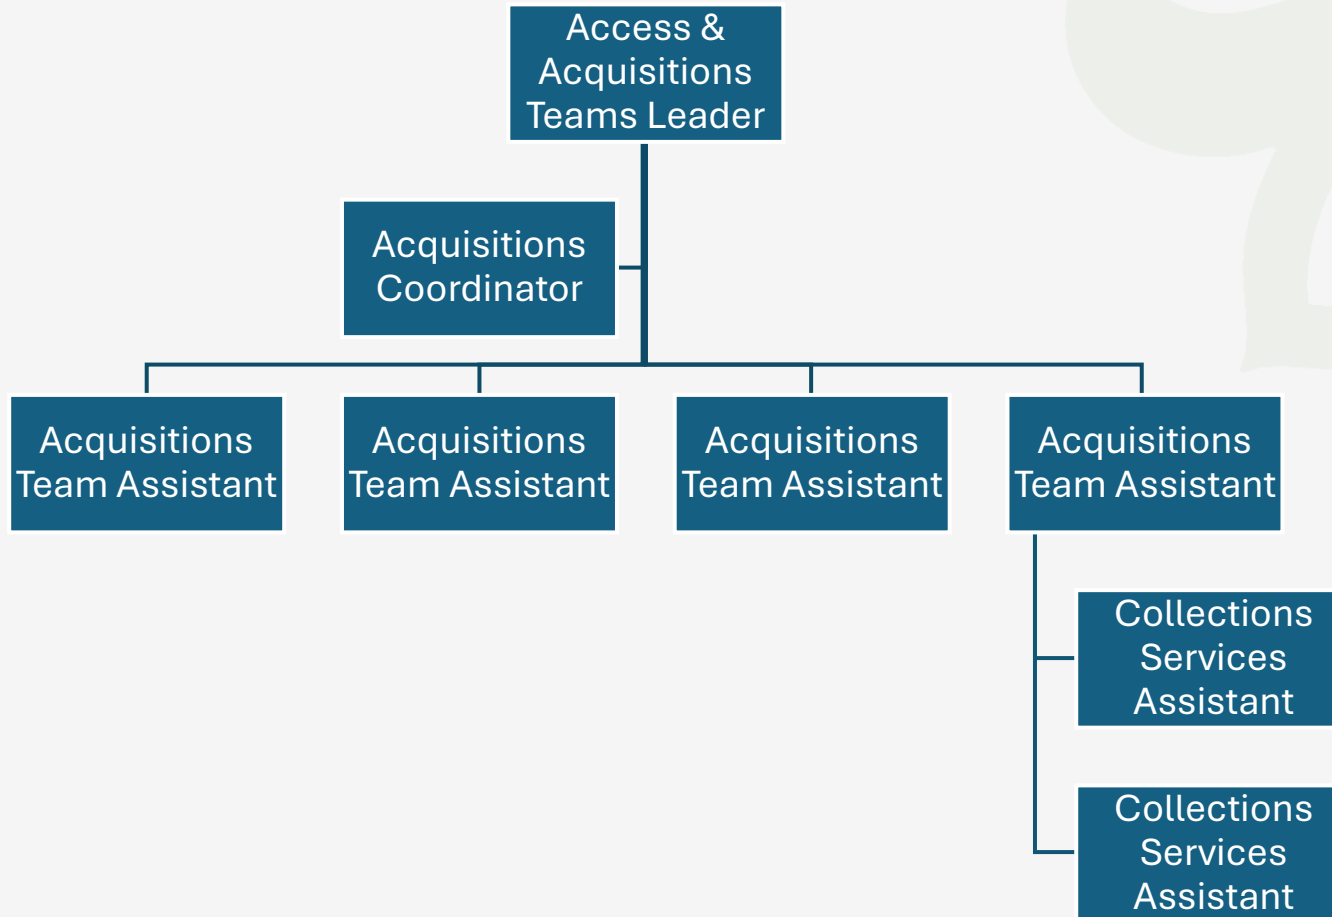 Access &
Acquisitions
Teams Leader
Acquisitions
Coordinator
Acquisitions
Team Assistant
Acquisitions
Team Assistant
Acquisitions
Team Assistant
Acquisitions
Team Assistant
Collections
Services
Assistant
Collections
Services
Assistant